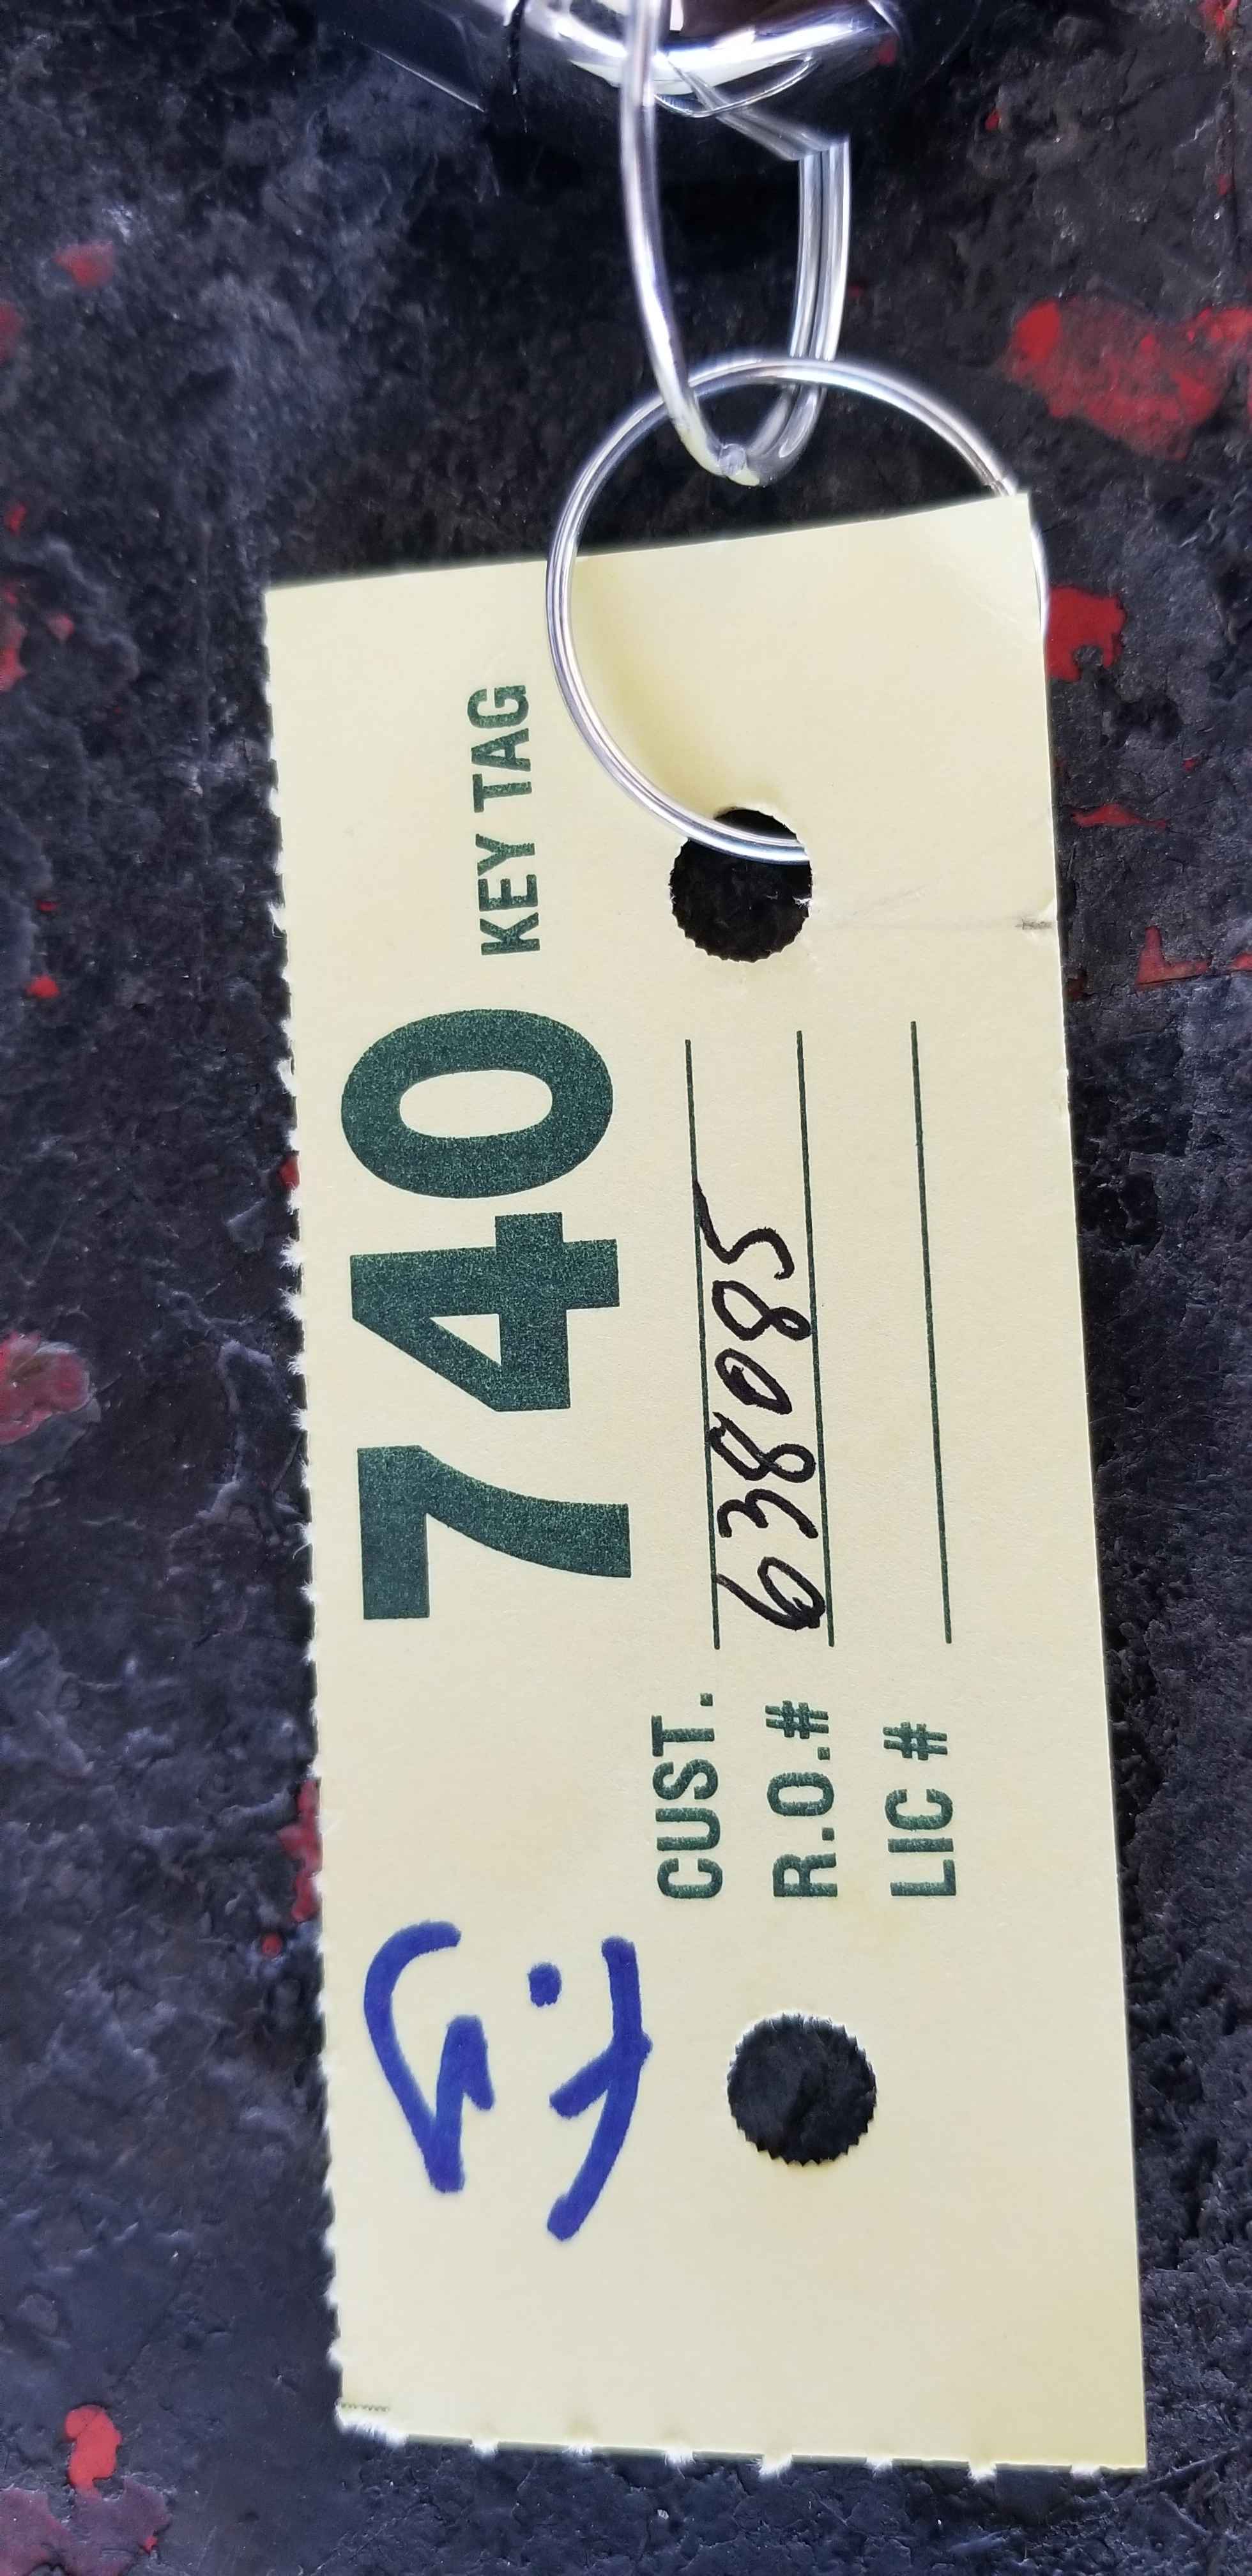 740 KEY TAG
CUST.
R.O.# 638085
LIC #